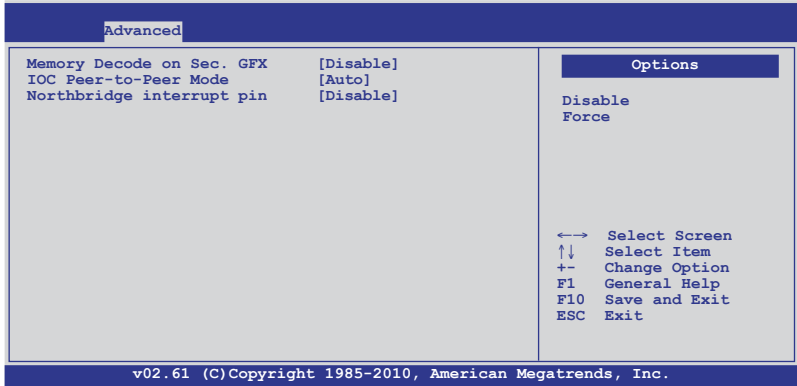 Advanced
Memory Decode on Sec. GFX [Disable]
IOC Peer-to-Peer Mode [Auto]
Northbridge interrupt pin [Disable]
Options
Disable
Force
←→ Select Screen
↑↓ Select Item
+- Change Option
F1 General Help
F10 Save and Exit
ESC Exit
v02.61 (C)Copyright 1985-2010, American Megatrends, Inc.